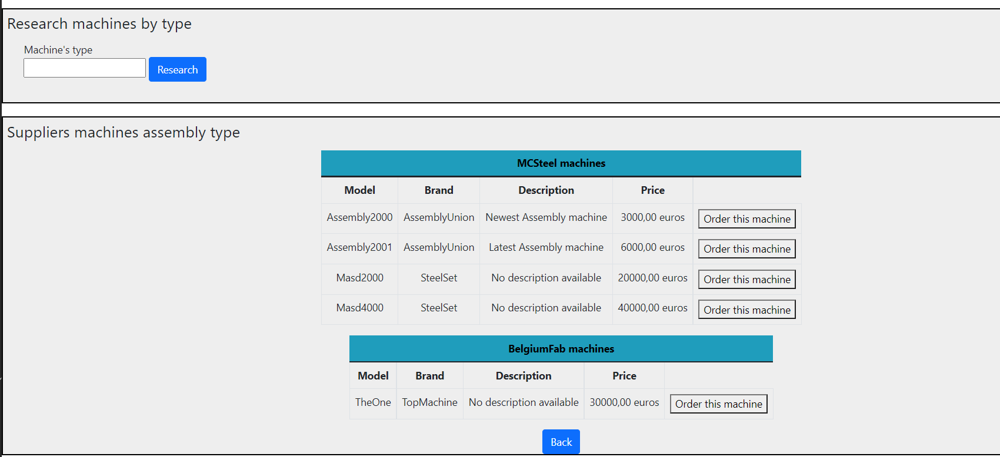 Research machines by type
Machine's type
Research
Suppliers machines assembly type
MCSteel machines
Model Brand Description Price
Assembly2000 AssemblyUnion Newest Assembly machine 3000,00 euros Order this machine
Assembly2001 AssemblyUnion Latest Assembly machine 6000,00 euros Order this machine
Masd2000 SteelSet No description available 20000,00 euros Order this machine
Masd4000 SteelSet No description available 40000,00 euros Order this machine
BelgiumFab machines
Model Brand Description Price
TheOne TopMachine No description available 30000,00 euros Order this machine
Back